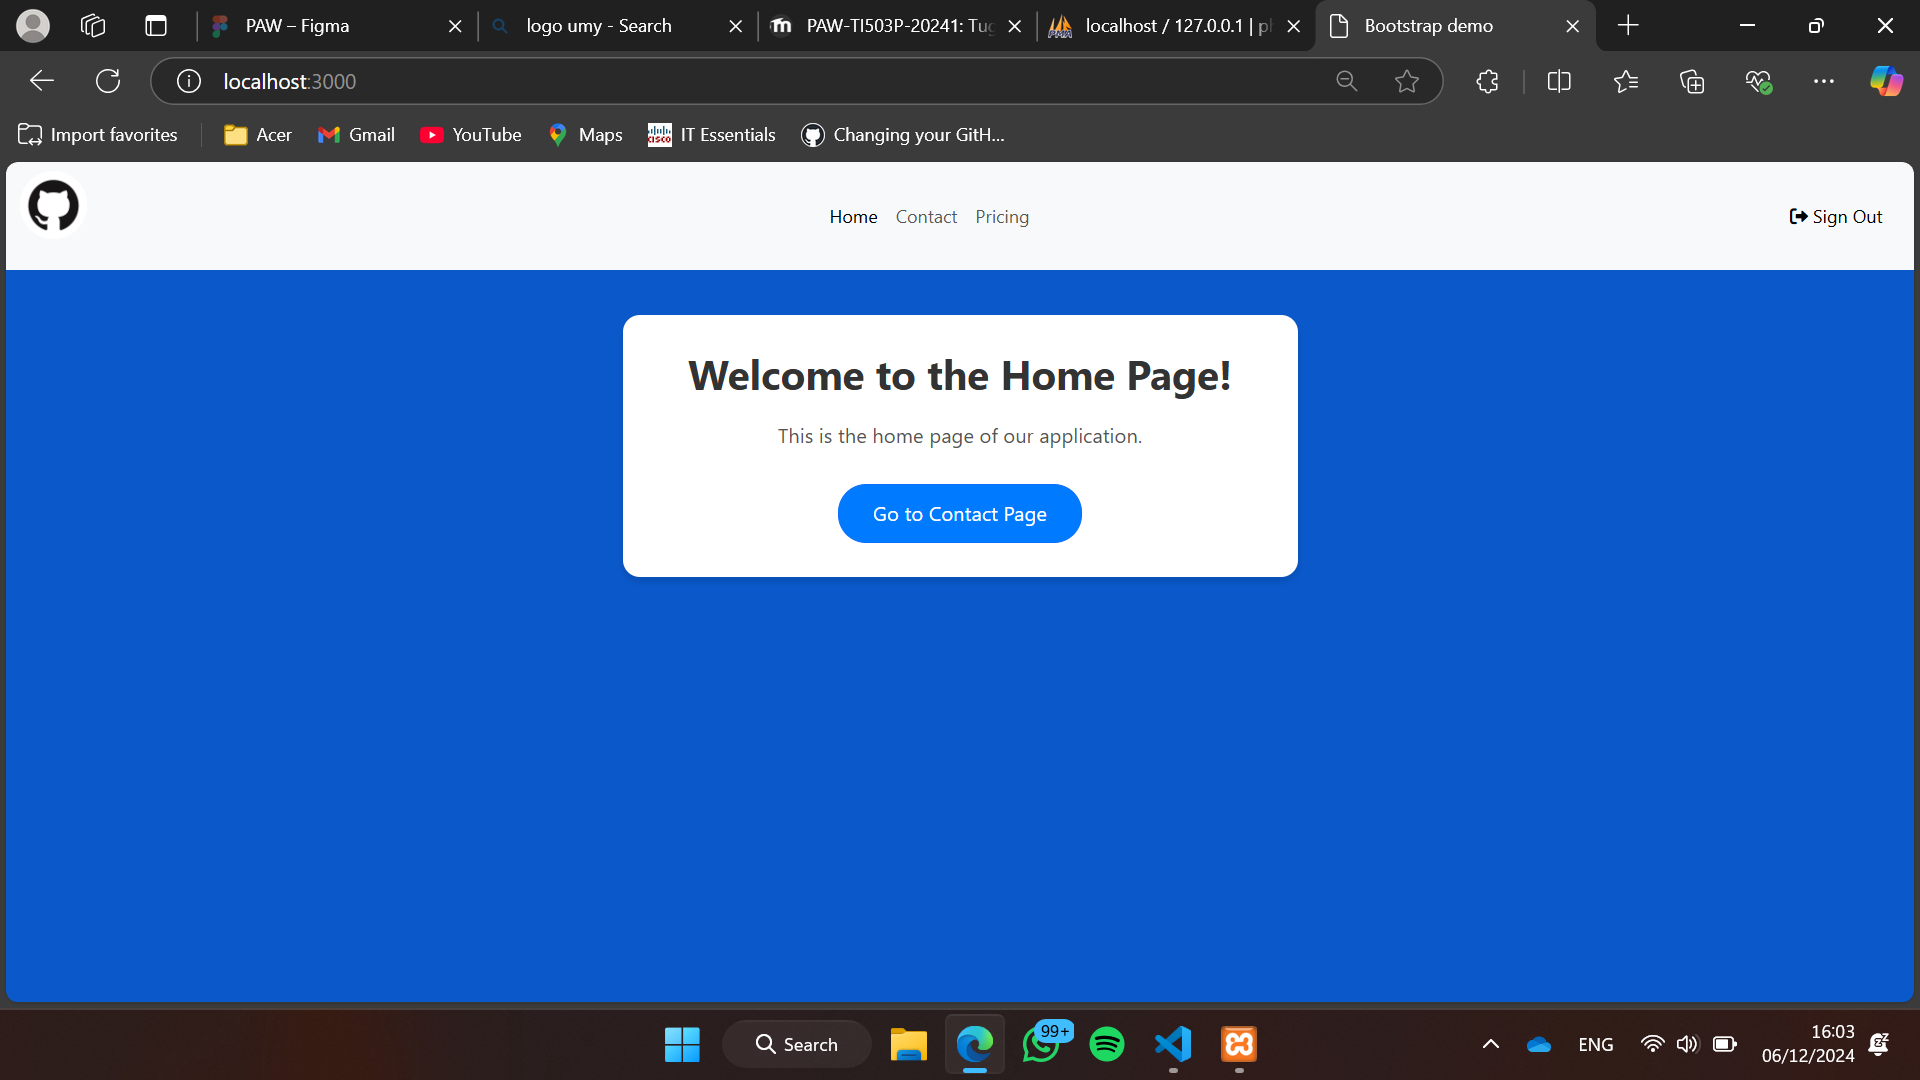 PAW – Figma
logo umy - Search
PAW-TI503P-20241: Tug
localhost / 127.0.0.1 | ph
Bootstrap demo
localhost:3000
Import favorites
Acer
Gmail
YouTube
CISCO
IT Essentials
Maps
Changing your GitH...
Home
Contact
Pricing
Sign Out
Welcome to the Home Page!
This is the home page of our application.
Go to Contact Page
Search
99+
ENG
16:03
06/12/2024